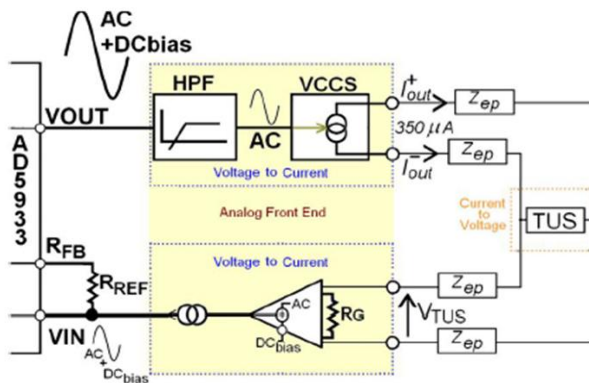 AC
+DCbias
HPF
VCCS
I+out
Zep
VOUT
AC
350 μA
AD5933
I-out
Zep
Voltage to Current
Current
to
Voltage
TUS
Analog Front End
RFB
Voltage to Current
RREF
AC
RG
Zep
VTUS
VIN
AC
+
DCbias
DCbias
Zep